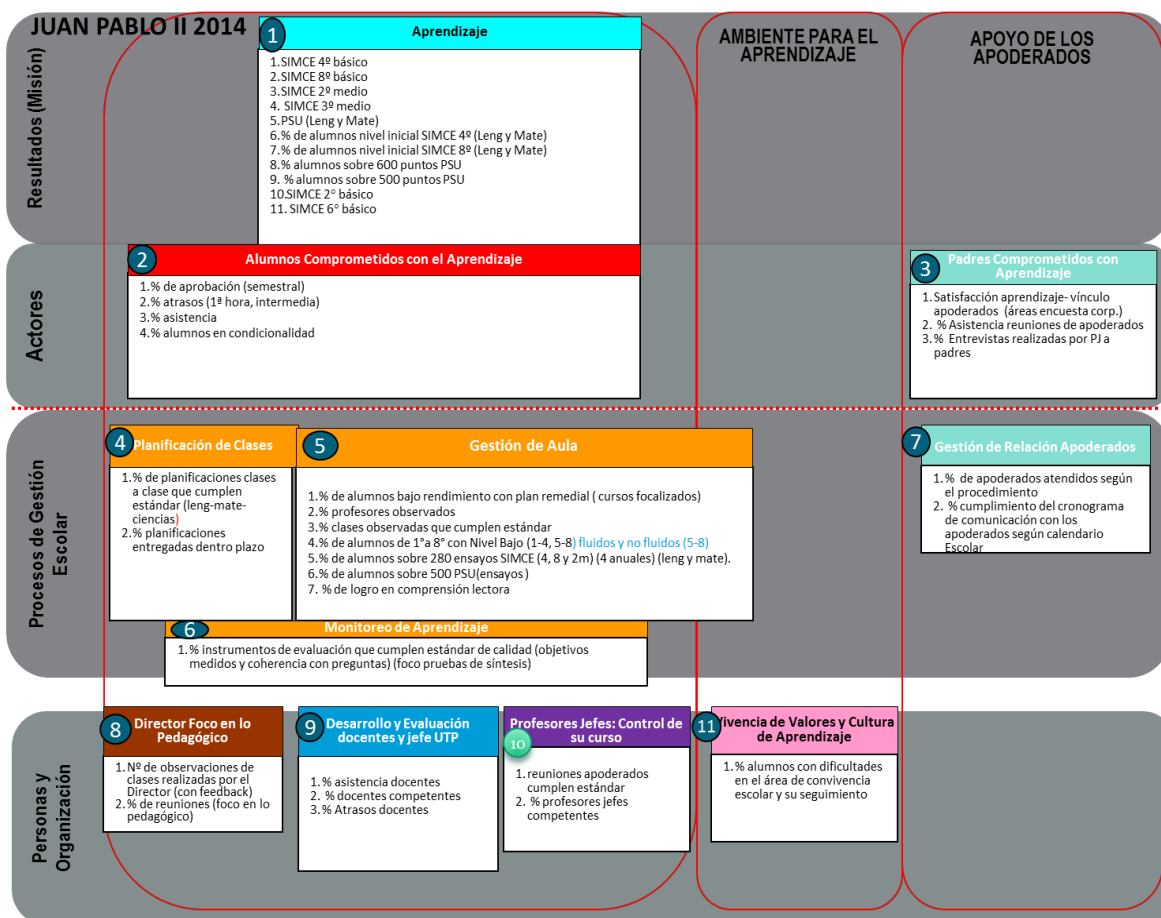 JUAN PABLO II 2014
AMBIENTE PARA EL
APRENDIZAJE
APOYO DE LOS
APODERADOS
Resultados (Misión)
1
Aprendizaje
1.SIMCE 4º básico
2.SIMCE 8º básico
3.SIMCE 2º medio
4. SIMCE 3º medio
5.PSU (Leng y Mate)
6.% de alumnos nivel inicial SIMCE 4º (Leng y Mate)
7.% de alumnos nivel inicial SIMCE 8º (Leng y Mate)
8.% alumnos sobre 600 puntos PSU
9. % alumnos sobre 500 puntos PSU
10.SIMCE 2° básico
11. SIMCE 6° básico
Actores
2
Alumnos Comprometidos con el Aprendizaje
1.% de aprobación (semestral)
2.% atrasos (1ª hora, intermedia)
3.% asistencia
4.% alumnos en condicionalidad
3
Padres Comprometidos con
Aprendizaje
1.Satisfacción aprendizaje- vínculo
apoderados (áreas encuesta corp.)
2. % Asistencia reuniones de apoderados
3.% Entrevistas realizadas por PJ a
padres
Procesos de Gestión
Escolar
4
Planificación de Clases
1.% de planificaciones clases
a clase que cumplen
estándar (leng-mate-
ciencias)
2.% planificaciones
entregadas dentro plazo
5
Gestión de Aula
1.% de alumnos bajo rendimiento con plan remedial ( cursos focalizados)
2.% profesores observados
3.% clases observadas que cumplen estándar
4.% de alumnos de 1°a 8° con Nivel Bajo (1-4, 5-8) fluidos y no fluidos (5-8)
5.% de alumnos sobre 280 ensayos SIMCE (4, 8 y 2m) (4 anuales) (leng y mate).
6.% de alumnos sobre 500 PSU(ensayos )
7. % de logro en comprensión lectora
7
Gestión de Relación Apoderados
1. % de apoderados atendidos según
el procedimiento
2. % cumplimiento del cronograma
de comunicación con los
apoderados según calendario
Escolar
6
Monitoreo de Aprendizaje
1.% instrumentos de evaluación que cumplen estándar de calidad (objetivos
medidos y coherencia con preguntas) (foco pruebas de síntesis)
Personas y
Organización
8
Director Foco en lo
Pedagógico
1.Nº de observaciones de
clases realizadas por el
Director (con feedback)
2.% de reuniones (foco en lo
pedagógico)
9
Desarrollo y Evaluación
docentes y jefe UTP
1.% asistencia docentes
2. % docentes competentes
3.% Atrasos docentes
10
Profesores Jefes: Control de
su curso
1.reuniones apoderados
cumplen estándar
2. % profesores jefes
competentes
11
Vivencia de Valores y Cultura
de Aprendizaje
1.% alumnos con dificultades
en el área de convivencia
escolar y su seguimiento